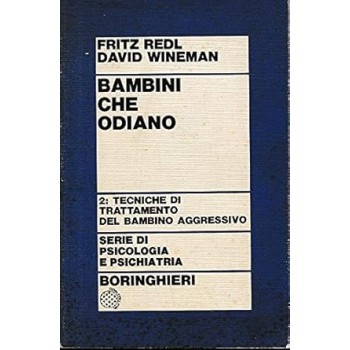 FRITZ REDL
DAVID WINEMAN
BAMBINI
CHE
ODIANO
2: TECNICHE DI
TRATTAMENTO
DEL BAMBINO AGGRESSIVO
SERIE DI
PSICOLOGIA
E PSICHIATRIA
BORINGHIERI